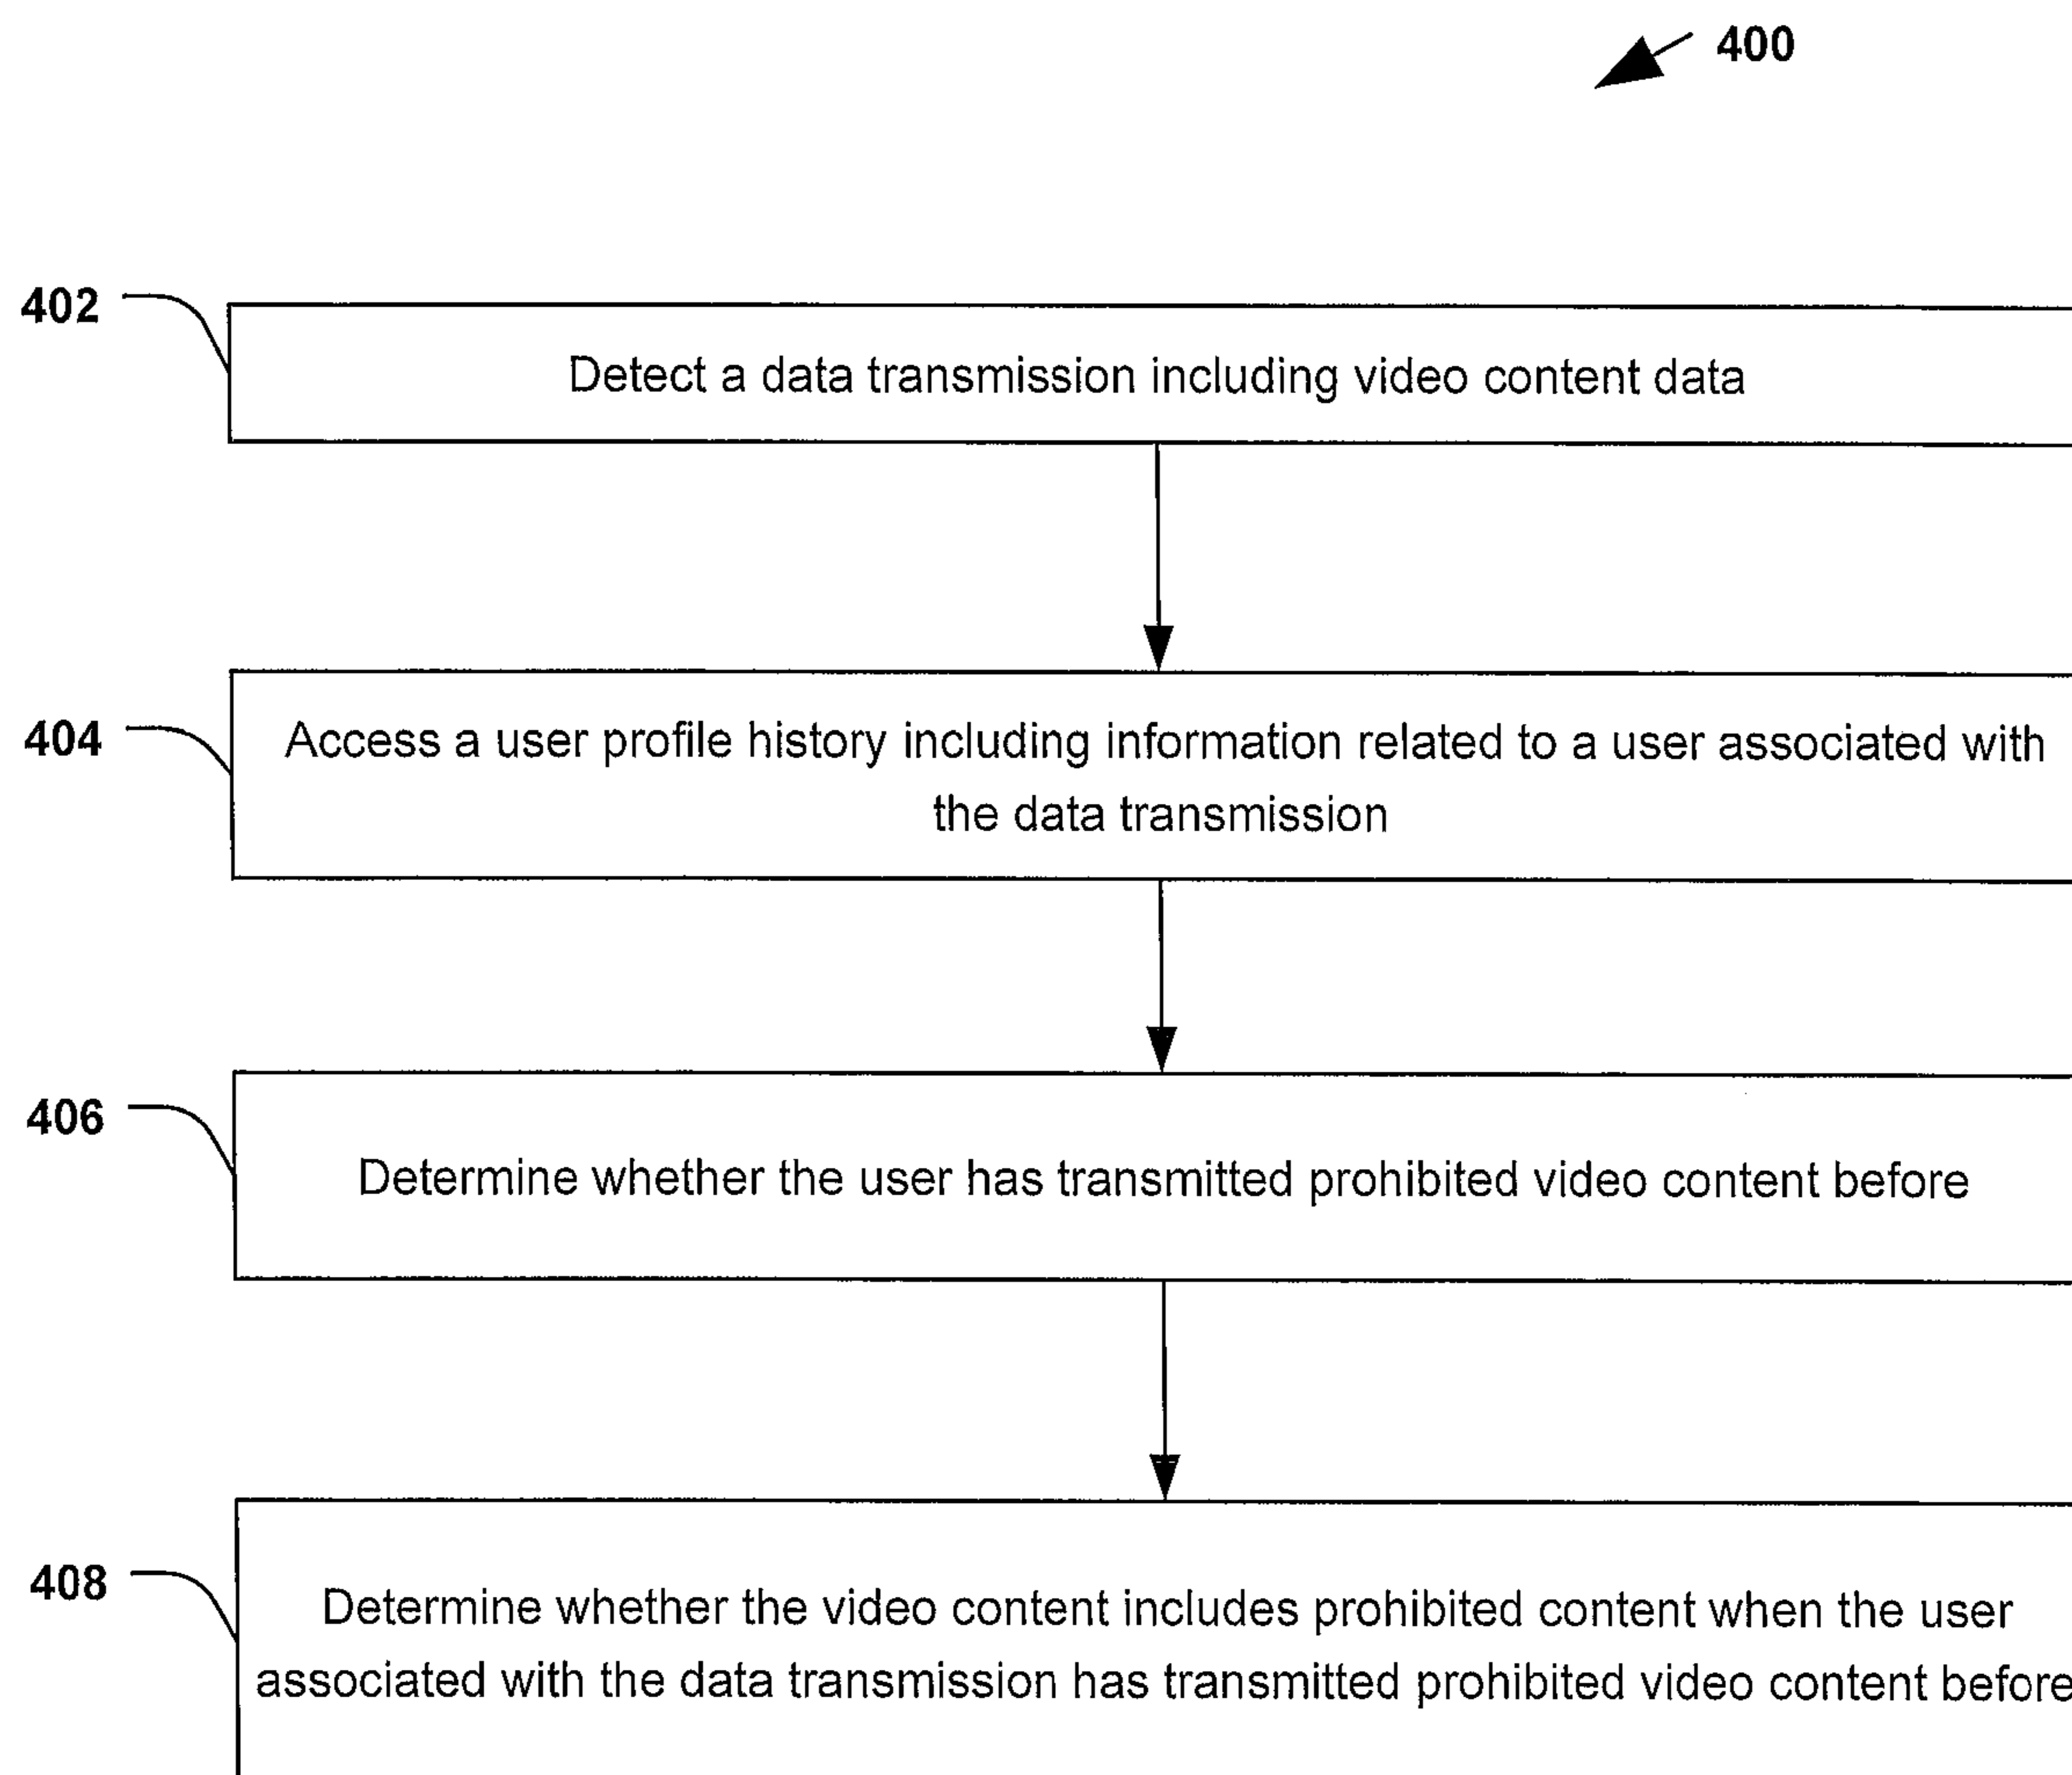 400
402
Detect a data transmission including video content data
404
Access a user profile history including information related to a user associated with
the data transmission
406
Determine whether the user has transmitted prohibited video content before
408
Determine whether the video content includes prohibited content when the user
associated with the data transmission has transmitted prohibited video content before